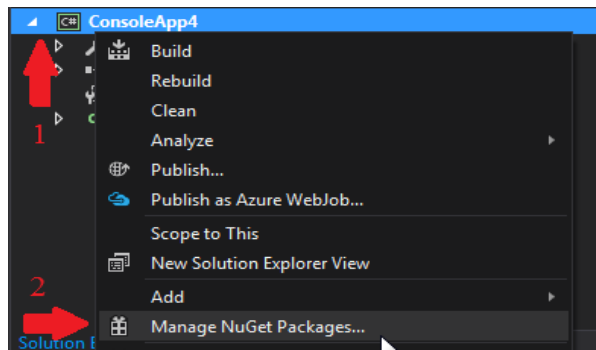 C# ConsoleApp4
Build
Rebuild
Clean
1
Analyze
Publish...
Publish as Azure WebJob...
Scope to This
New Solution Explorer View
2
Add
Manage NuGet Packages...
Solution